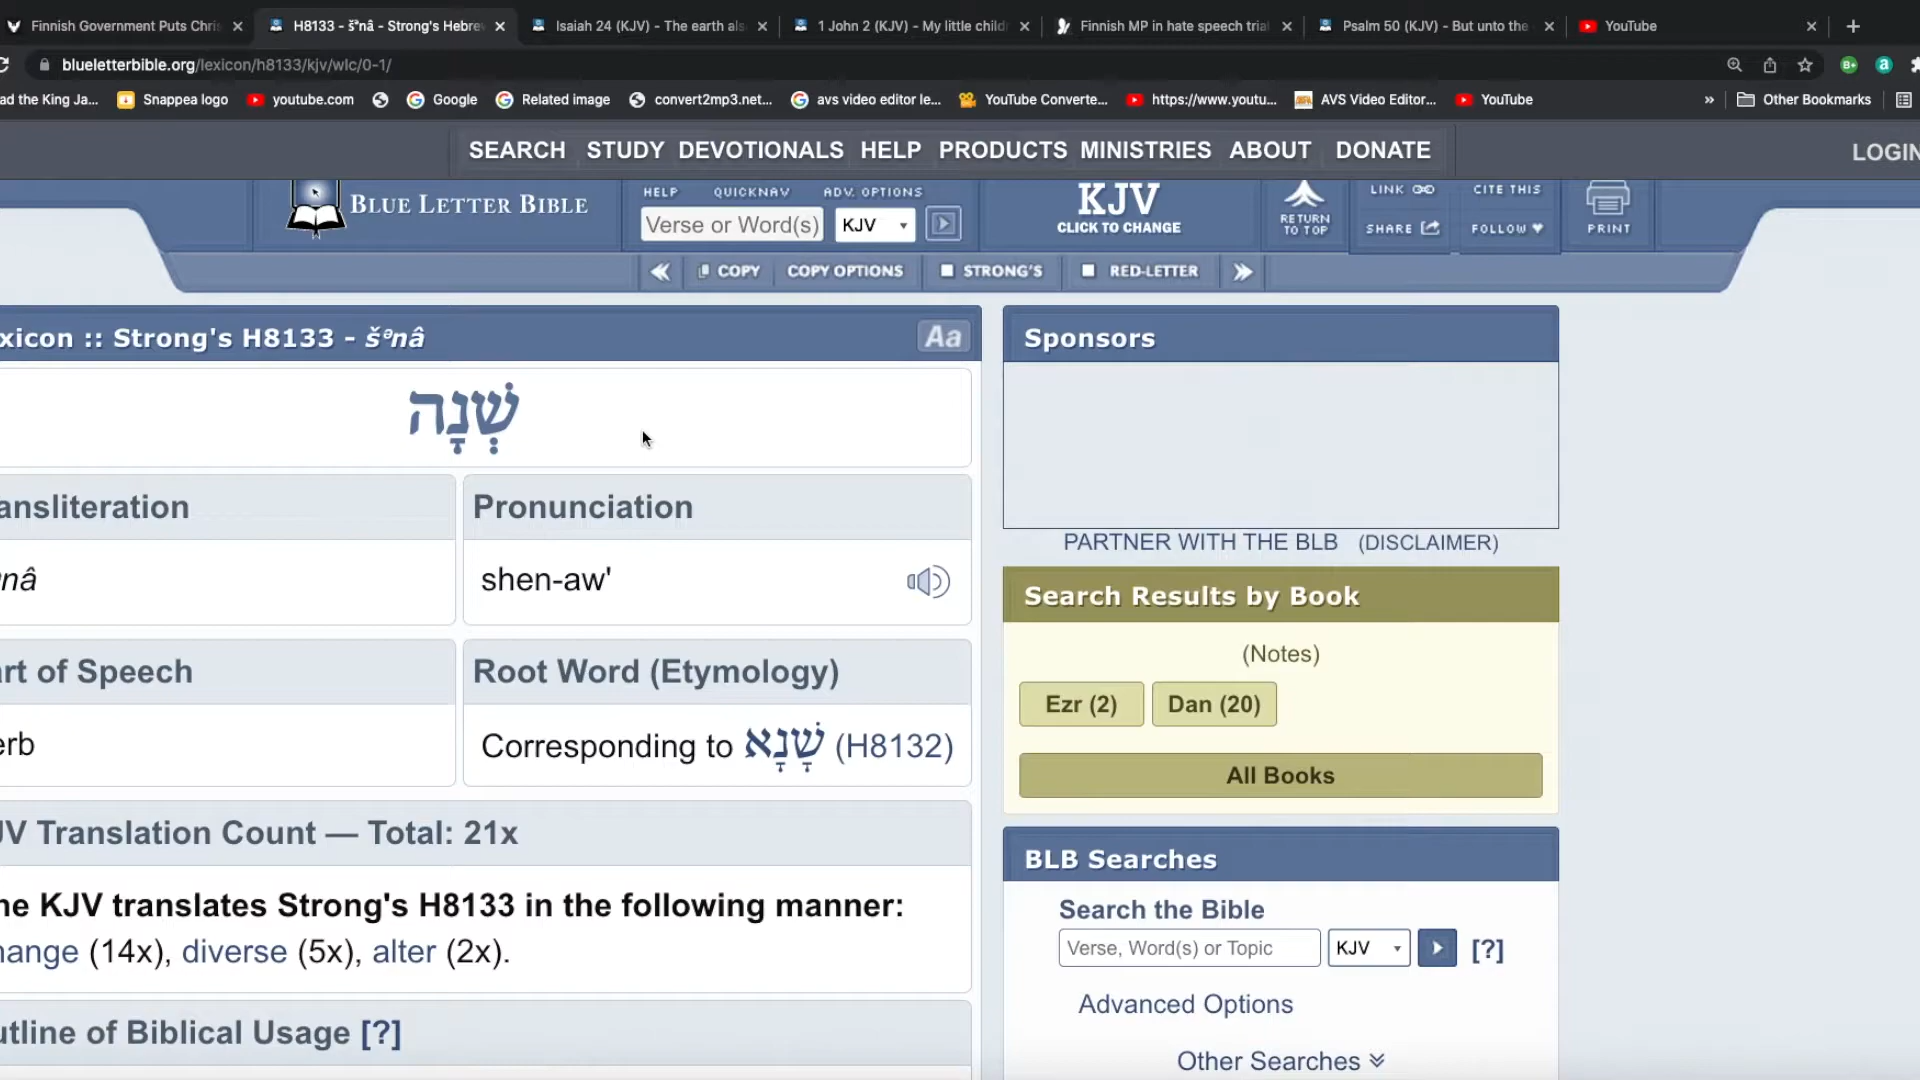 Finnish Government Puts Chris
H8133 - šᵊnâ - Strong's Hebrew
Isaiah 24 (KJV) - The earth als
1 John 2 (KJV) - My little child
Finnish MP in hate speech trial
Psalm 50 (KJV) - But unto the
YouTube
blueletterbible.org/lexicon/h8133/kjv/wlc/0-1/
ad the King Ja...
Snappea logo
youtube.com
Google
Related image
convert2mp3.net...
avs video editor le...
YouTube Converte...
https://www.youtu...
AVS Video Editor...
YouTube
»
Other Bookmarks
SEARCH STUDY DEVOTIONALS HELP PRODUCTS MINISTRIES ABOUT DONATE
LOGIN
BLUE LETTER BIBLE
HELP QUICKNAV ADV. OPTIONS
Verse or Word(s) KJV
KJV
CLICK TO CHANGE
RETURN
TO TOP
LINK
CITE THIS
SHARE
FOLLOW
PRINT
COPY COPY OPTIONS STRONG'S RED-LETTER
xicon :: Strong's H8133 - šᵊnâ
Aa
שְׁנָה
ansliteration
nâ
Pronunciation
shen-aw'
art of Speech
erb
Root Word (Etymology)
Corresponding to שָׁנָא (H8132)
JV Translation Count — Total: 21x
he KJV translates Strong's H8133 in the following manner:
hange (14x), diverse (5x), alter (2x).
utline of Biblical Usage [?]
Sponsors
PARTNER WITH THE BLB (DISCLAIMER)
Search Results by Book
(Notes)
Ezr (2) Dan (20)
All Books
BLB Searches
Search the Bible
Verse, Word(s) or Topic KJV [?]
Advanced Options
Other Searches